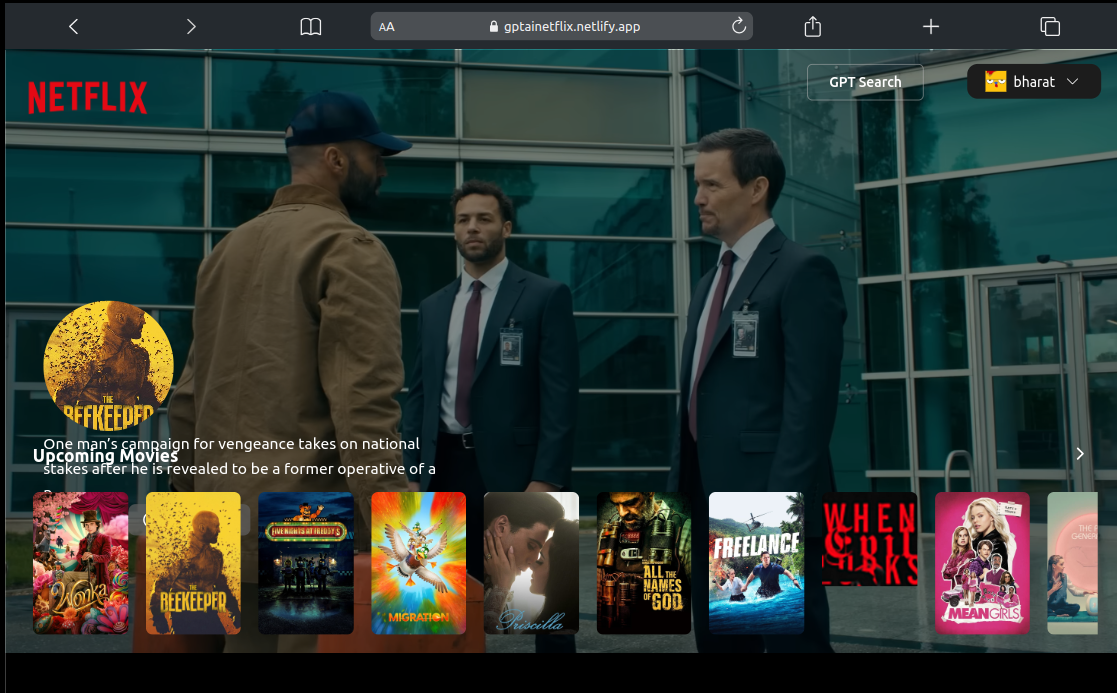 AA
gptainetflix.netlify.app
NETFLIX
GPT Search
bharat
THE
BEEKEEPER
One man's campaign for vengeance takes on national
Upcoming Movies
stakes after he is revealed to be a former operative of a
Wonka
THE
BEEKEEPER
FIVE NIGHTS AT FREDDY'S
MIGRATION
Priscilla
ALL THE
NAMES
OF GOD
FREELANCE
WHEN
EVIL
LURKS
MEAN GIRLS
THE P
GENERA